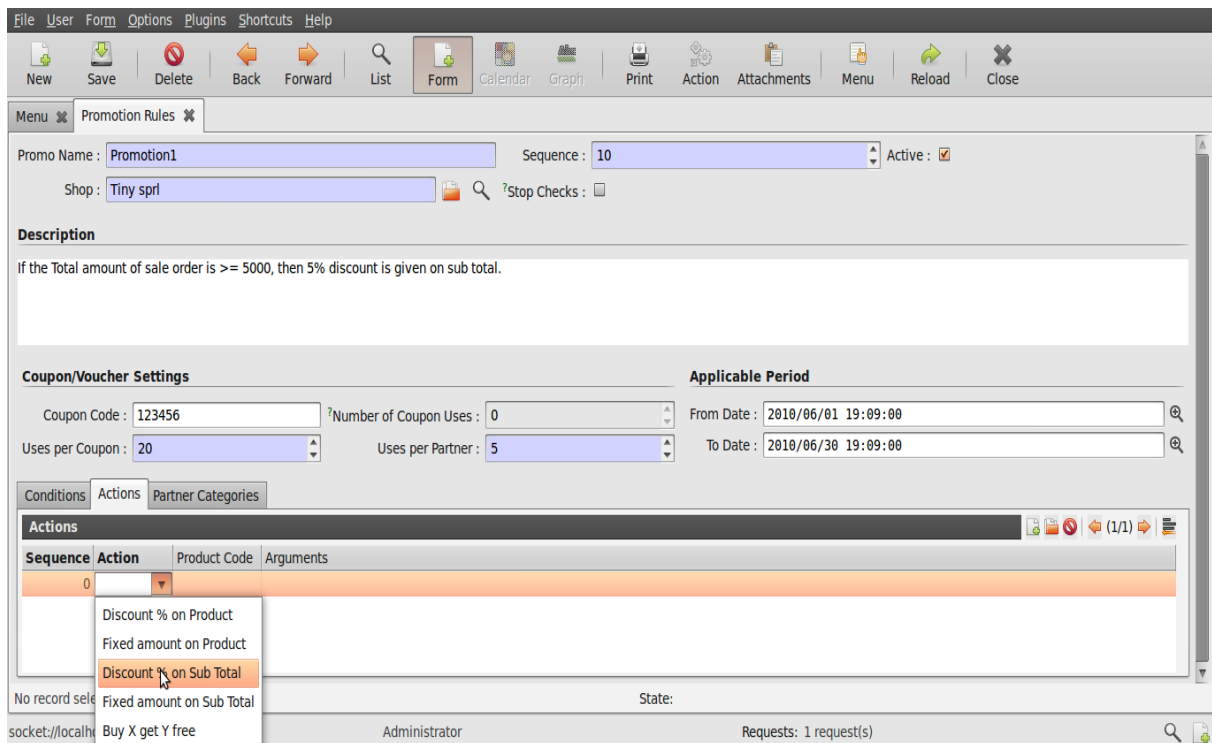 File User Form Options Plugins Shortcuts Help
New Save Delete Back Forward List Form Calendar Graph Print Action Attachments Menu Reload Close
Menu Promotion Rules
Promo Name : Promotion1 Sequence : 10 Active :
Shop : Tiny sprl ?Stop Checks :
Description
If the Total amount of sale order is >= 5000, then 5% discount is given on sub total.
Coupon/Voucher Settings Applicable Period
Coupon Code : 123456 ?Number of Coupon Uses : 0 From Date : 2010/06/01 19:09:00
Uses per Coupon : 20 Uses per Partner : 5 To Date : 2010/06/30 19:09:00
Conditions Actions Partner Categories
Actions (1/1)
Sequence Action Product Code Arguments
0
Discount % on Product
Fixed amount on Product
Discount % on Sub Total
No record sele State:
Fixed amount on Sub Total
socket://localh Administrator Requests: 1 request(s)
Buy X get Y free